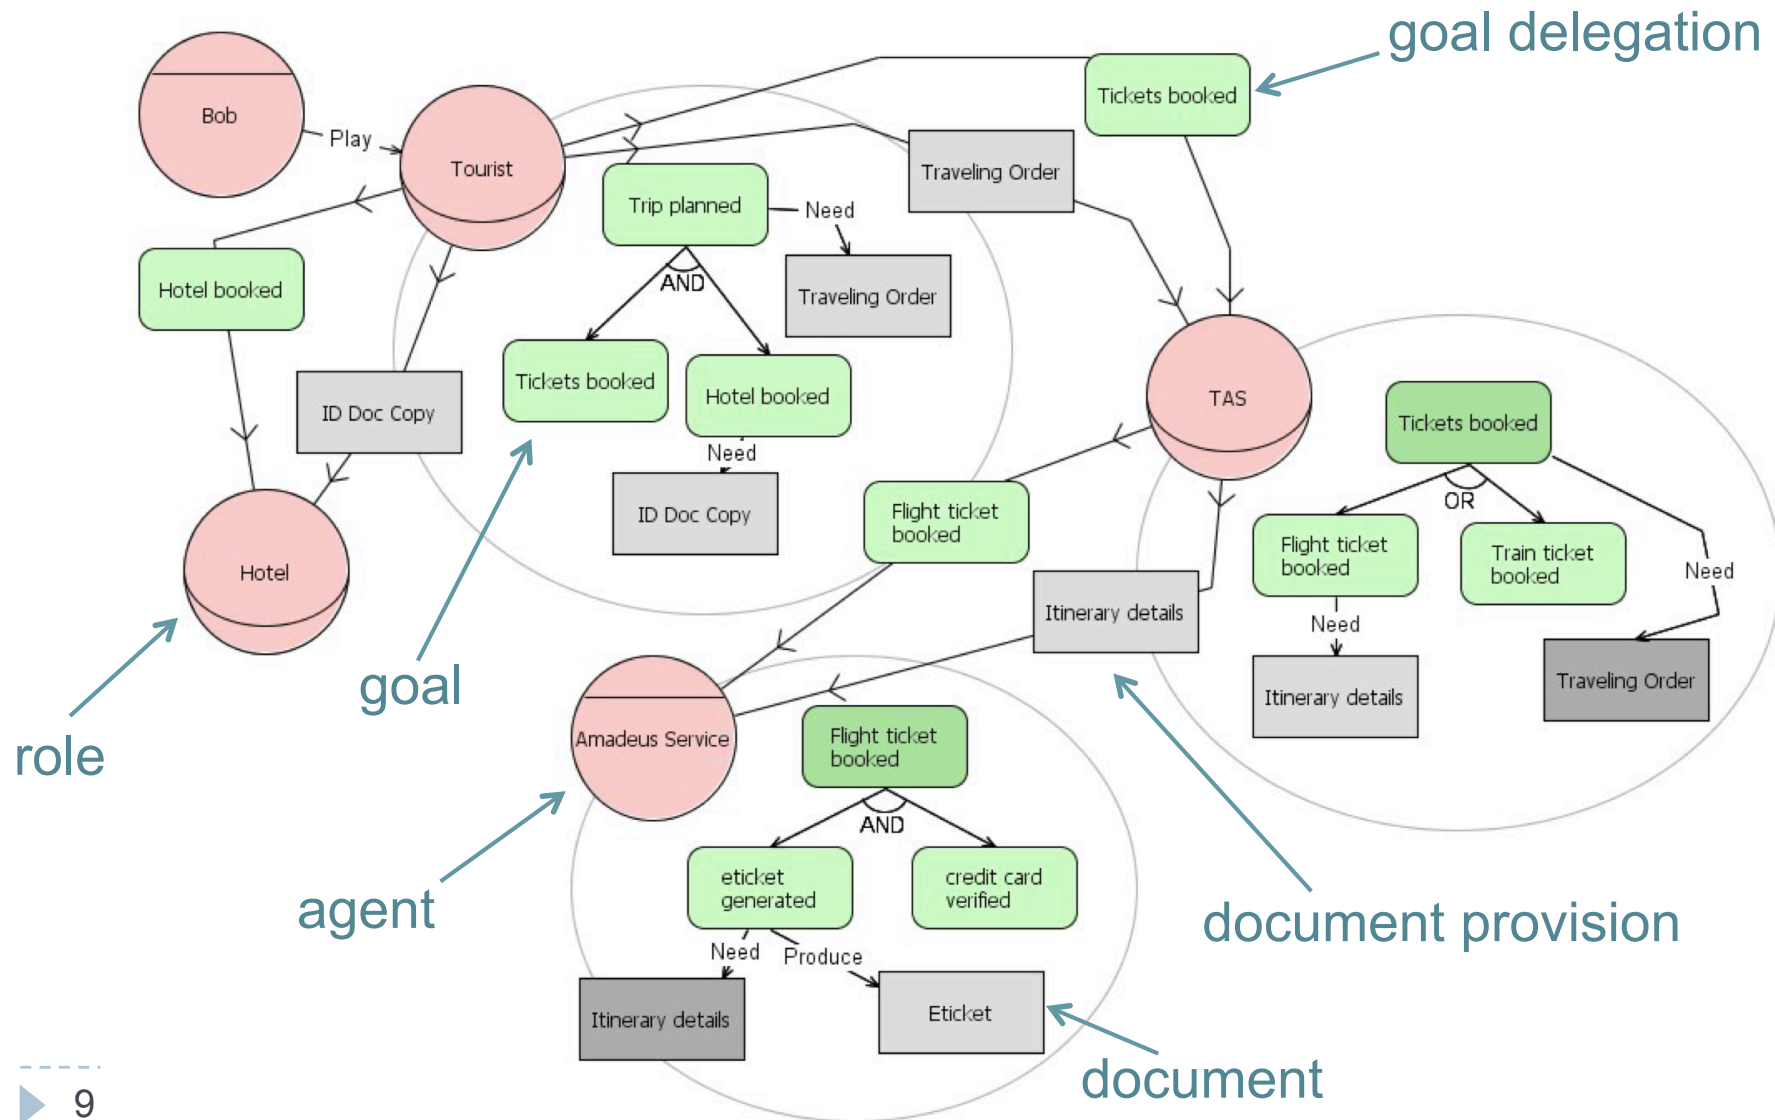 goal delegation
Bob
Play
Tourist
Tickets booked
Traveling Order
Trip planned
Need
Hotel booked
AND
Traveling Order
Tickets booked
Hotel booked
ID Doc Copy
Need
ID Doc Copy
TAS
Tickets booked
OR
Flight ticket
booked
Flight ticket
booked
Train ticket
booked
Need
Need
Hotel
Itinerary details
Itinerary details
Traveling Order
goal
role
Amadeus Service
Flight ticket
booked
AND
eticket
generated
credit card
verified
agent
document provision
Need
Produce
Itinerary details
Eticket
document
9